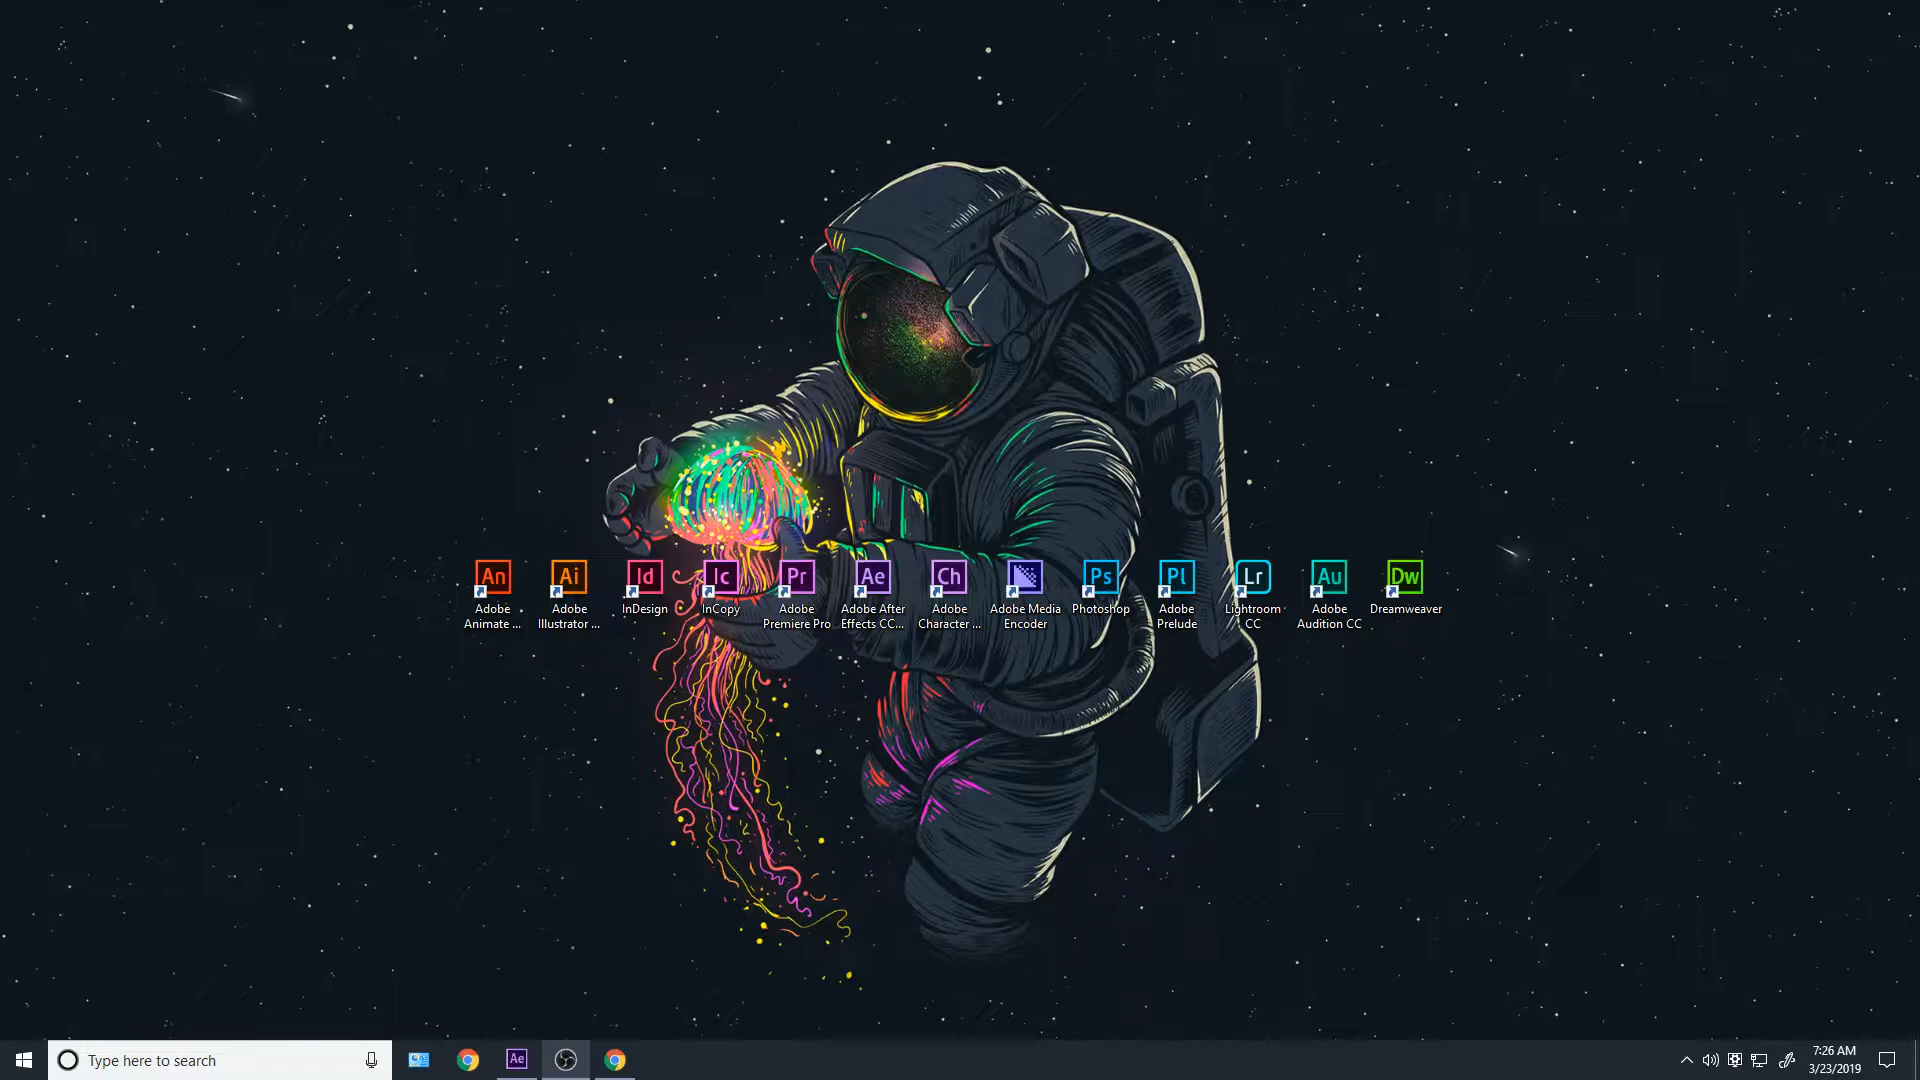 An
Adobe
Animate ...
Ai
Adobe
Illustrator ...
Id
InDesign
Ic
InCopy
Pr
Adobe
Premiere Pro
Ae
Adobe After
Effects CC...
Ch
Adobe
Character ...
Adobe Media
Encoder
Ps
Photoshop
Pl
Adobe
Prelude
Lr
Lightroom
CC
Au
Adobe
Audition CC
Dw
Dreamweaver
Type here to search
Ae
7:26 AM
3/23/2019